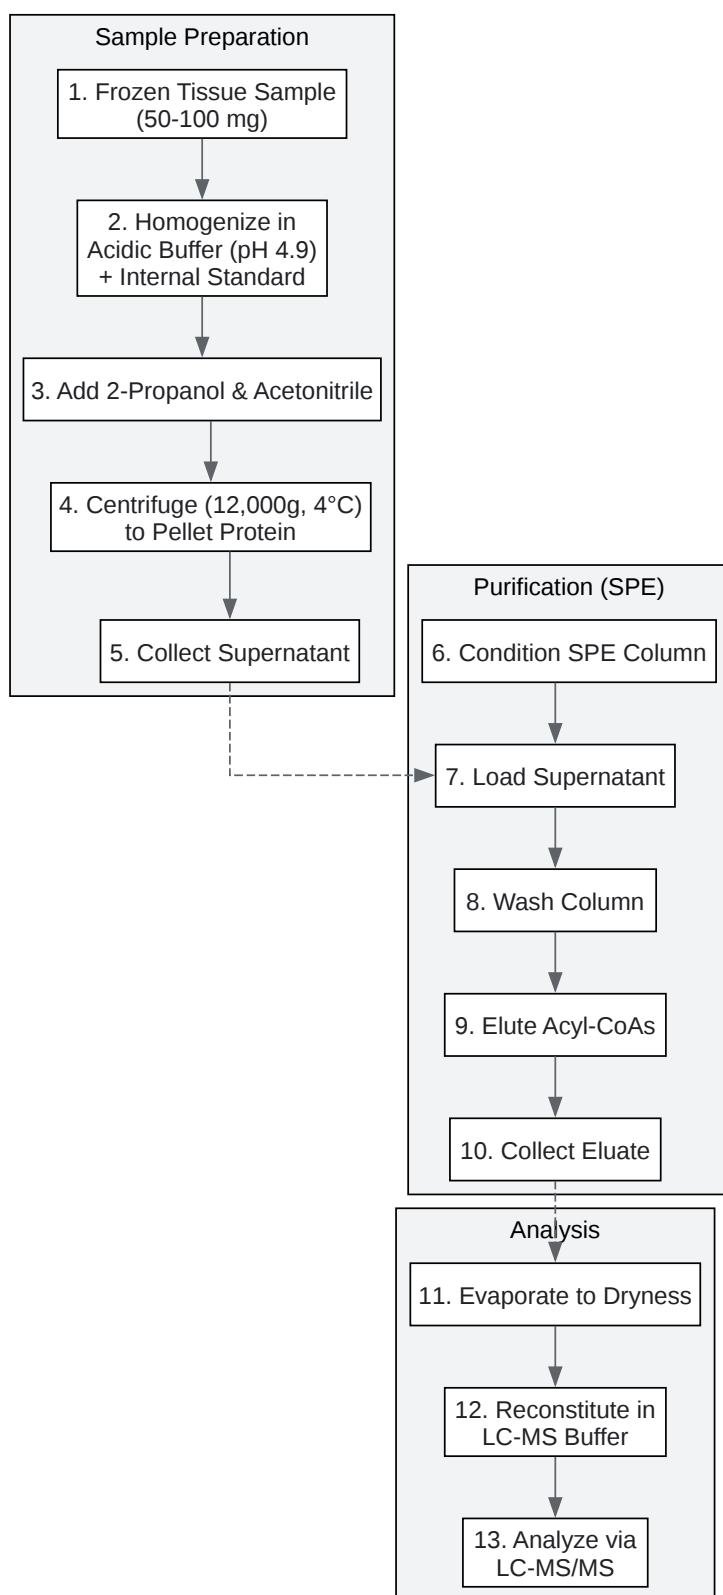 Sample Preparation
1. Frozen Tissue Sample
(50-100 mg)
2. Homogenize in
Acidic Buffer (pH 4.9)
+ Internal Standard
3. Add 2-Propanol & Acetonitrile
4. Centrifuge (12,000g, 4°C)
to Pellet Protein
5. Collect Supernatant
Purification (SPE)
6. Condition SPE Column
7. Load Supernatant
8. Wash Column
9. Elute Acyl-CoAs
10. Collect Eluate
Analysis
11. Evaporate to Dryness
12. Reconstitute in
LC-MS Buffer
13. Analyze via
LC-MS/MS